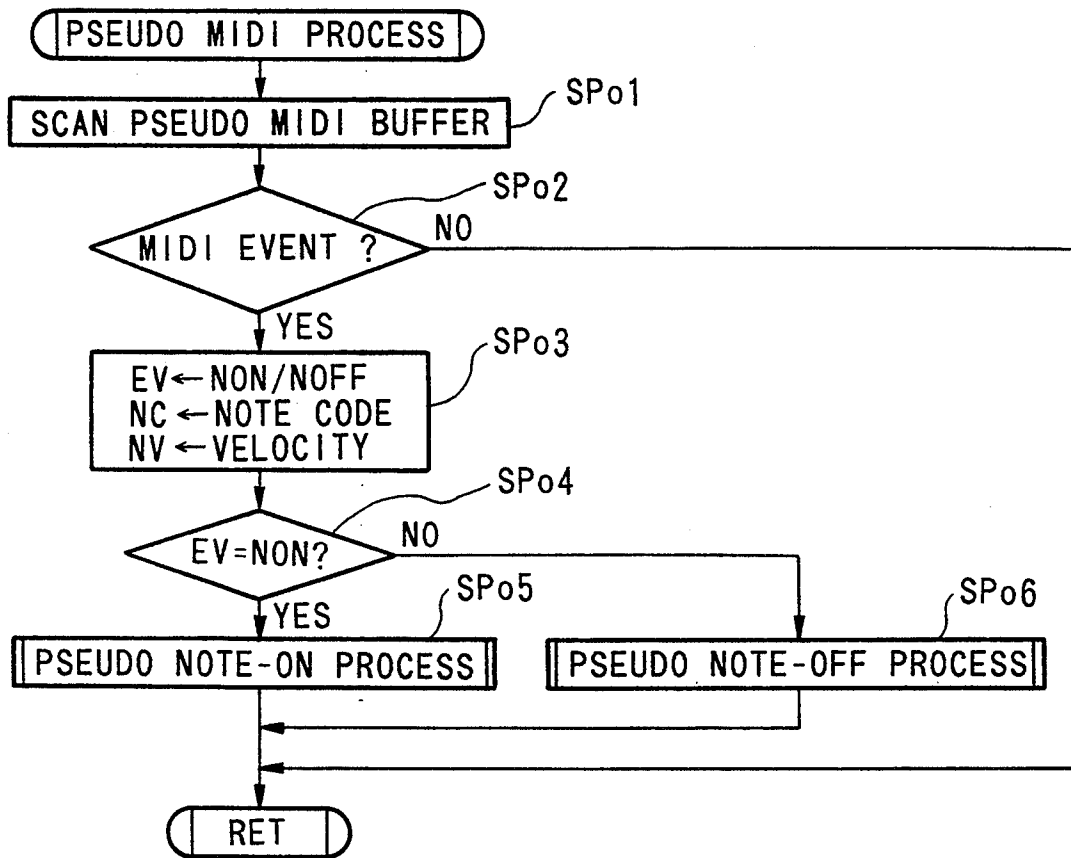 PSEUDO MIDI PROCESS
SPo1
SCAN PSEUDO MIDI BUFFER
SPo2
MIDI EVENT ?
NO
YES
SPo3
EV←NON/NOFF
NC←NOTE CODE
NV←VELOCITY
SPo4
EV=NON?
NO
YES
SPo5
SPo6
PSEUDO NOTE-ON PROCESS
PSEUDO NOTE-OFF PROCESS
RET